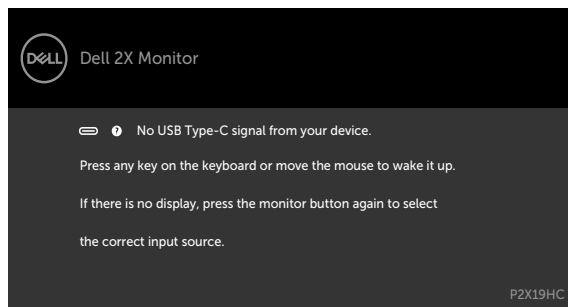 DELL
Dell 2X Monitor
No USB Type-C signal from your device.
Press any key on the keyboard or move the mouse to wake it up.
If there is no display, press the monitor button again to select
the correct input source.
P2X19HC